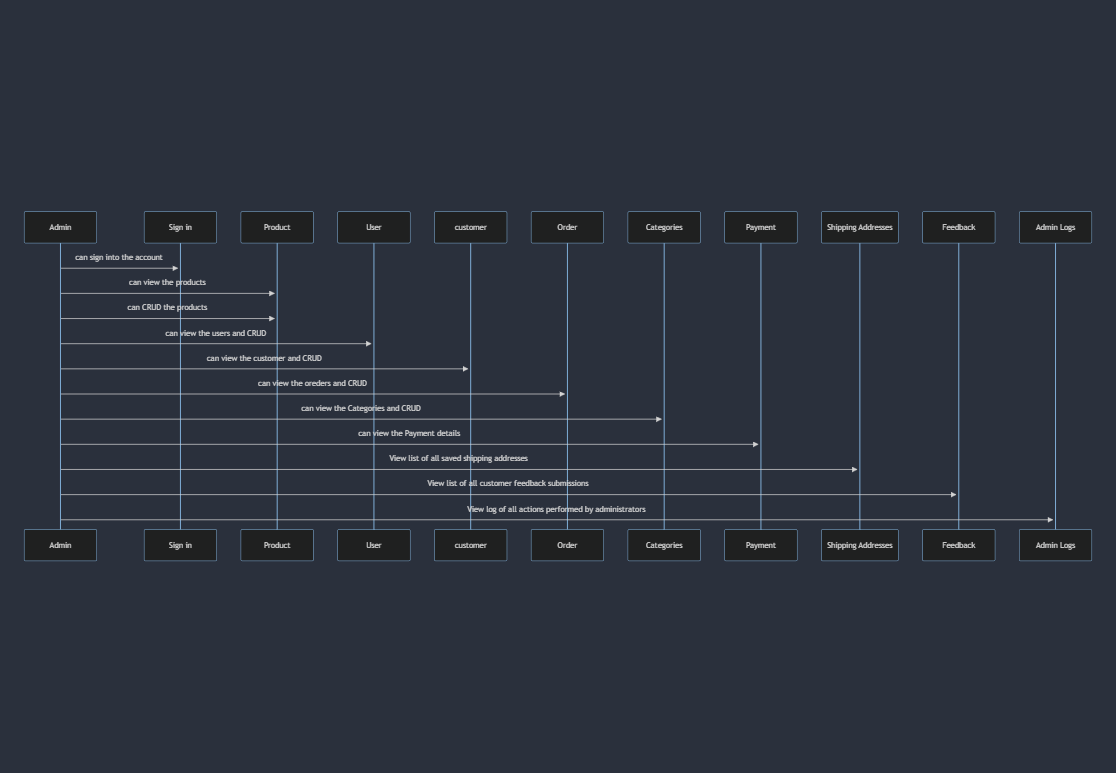 Admin
Sign in
Product
User
customer
Order
Categories
Payment
Shipping Addresses
Feedback
Admin Logs
can sign into the account
can view the products
can CRUD the products
can view the users and CRUD
can view the customer and CRUD
can view the oreders and CRUD
can view the Categories and CRUD
can view the Payment details
View list of all saved shipping addresses
View list of all customer feedback submissions
View log of all actions performed by administrators
Admin
Sign in
Product
User
customer
Order
Categories
Payment
Shipping Addresses
Feedback
Admin Logs